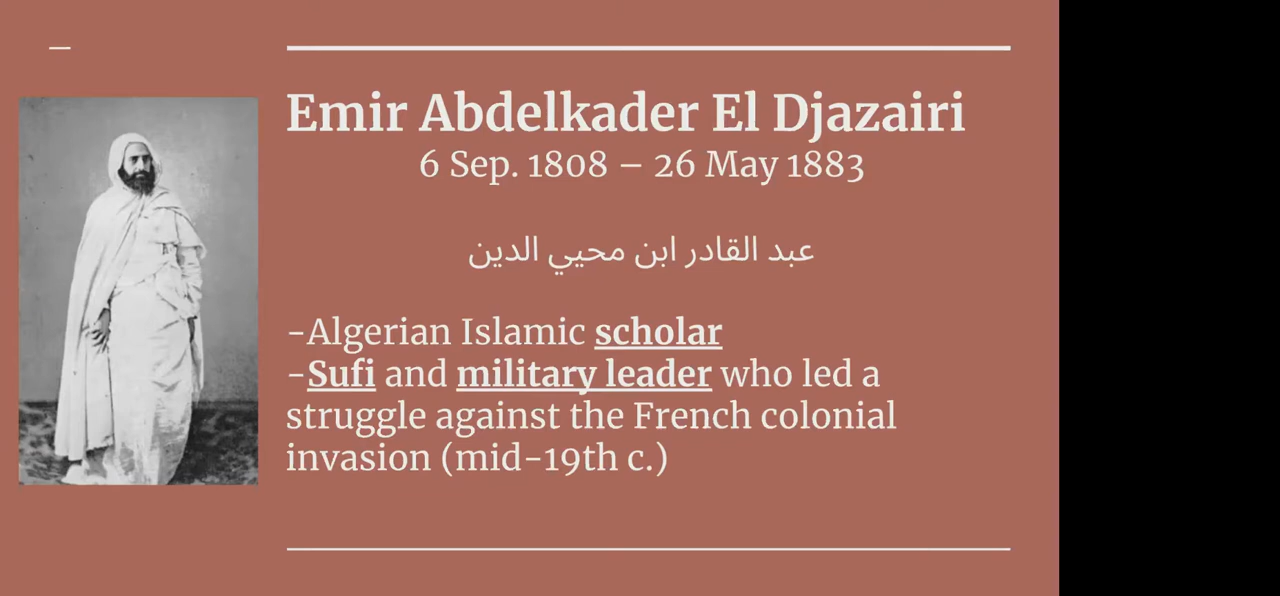 Emir Abdelkader El Djazairi
6 Sep. 1808 – 26 May 1883
عبد القادر ابن محيي الدين
-Algerian Islamic scholar
-Sufi and military leader who led a
struggle against the French colonial
invasion (mid-19th c.)